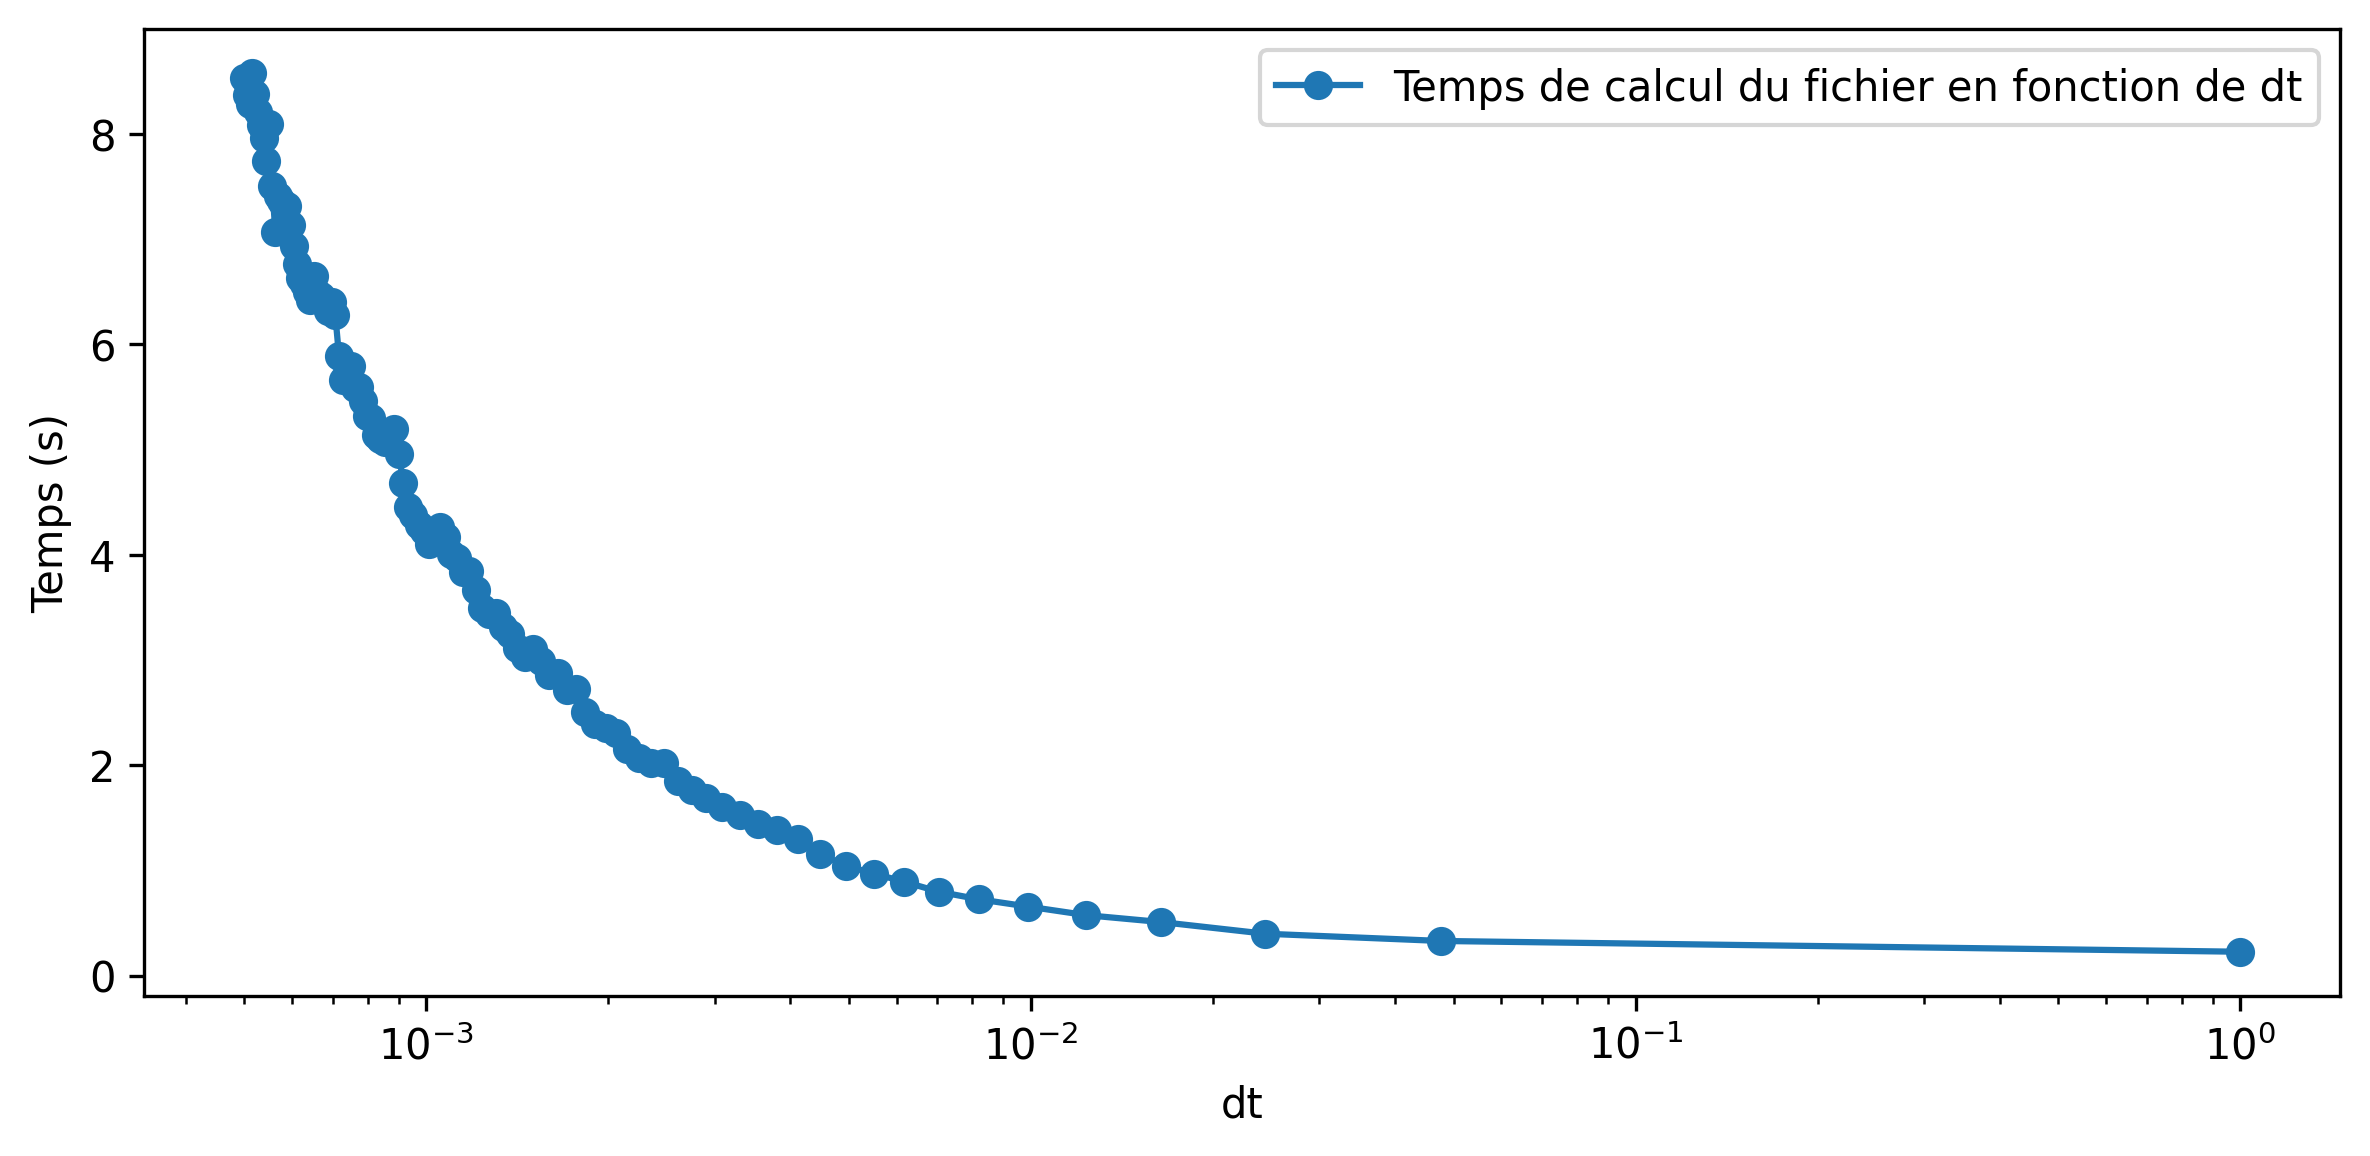 Temps de calcul du fichier en fonction de dt
Temps (s)
8
6
4
2
0
10⁻³ 10⁻² 10⁻¹ 10⁰
dt